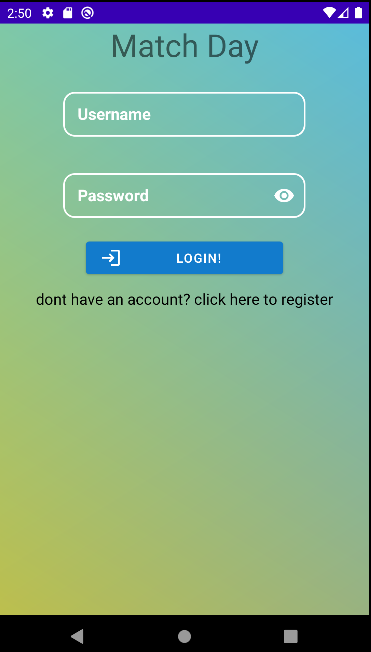 2:50
Match Day
Username
Password
LOGIN!
dont have an account? click here to register